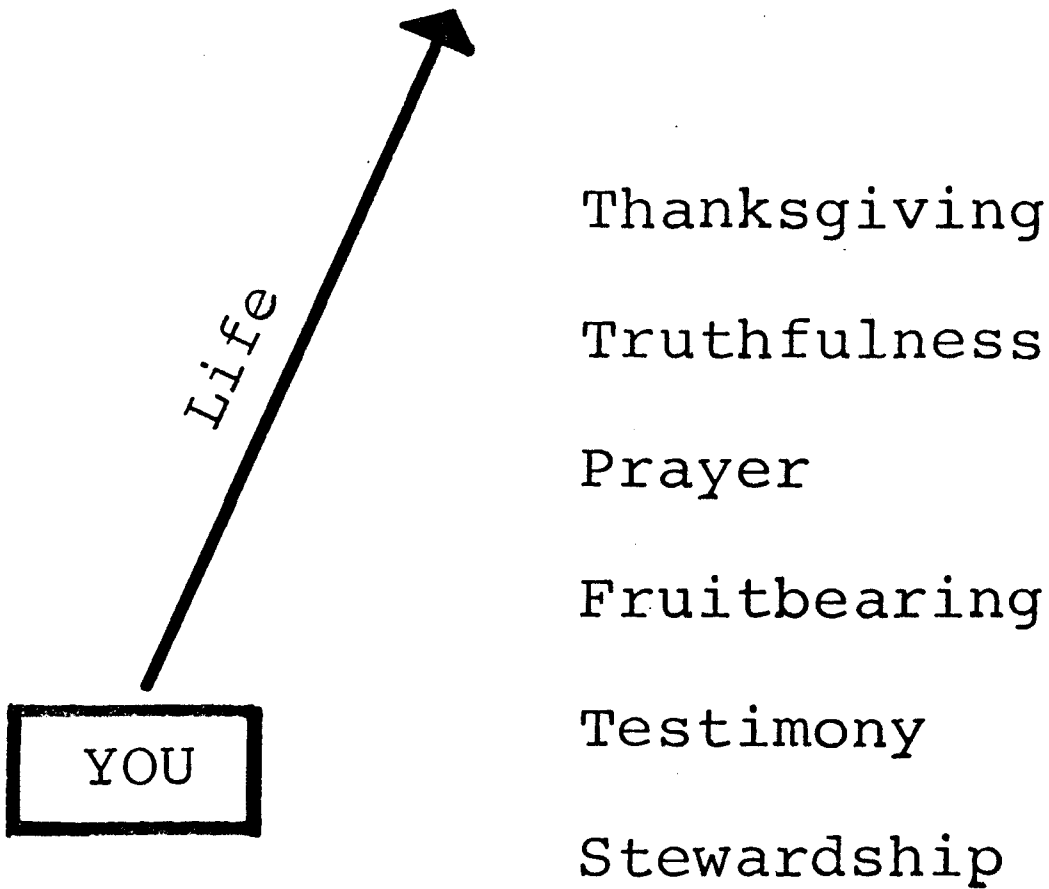 Life
YOU
Thanksgiving
Truthfulness
Prayer
Fruitbearing
Testimony
Stewardship